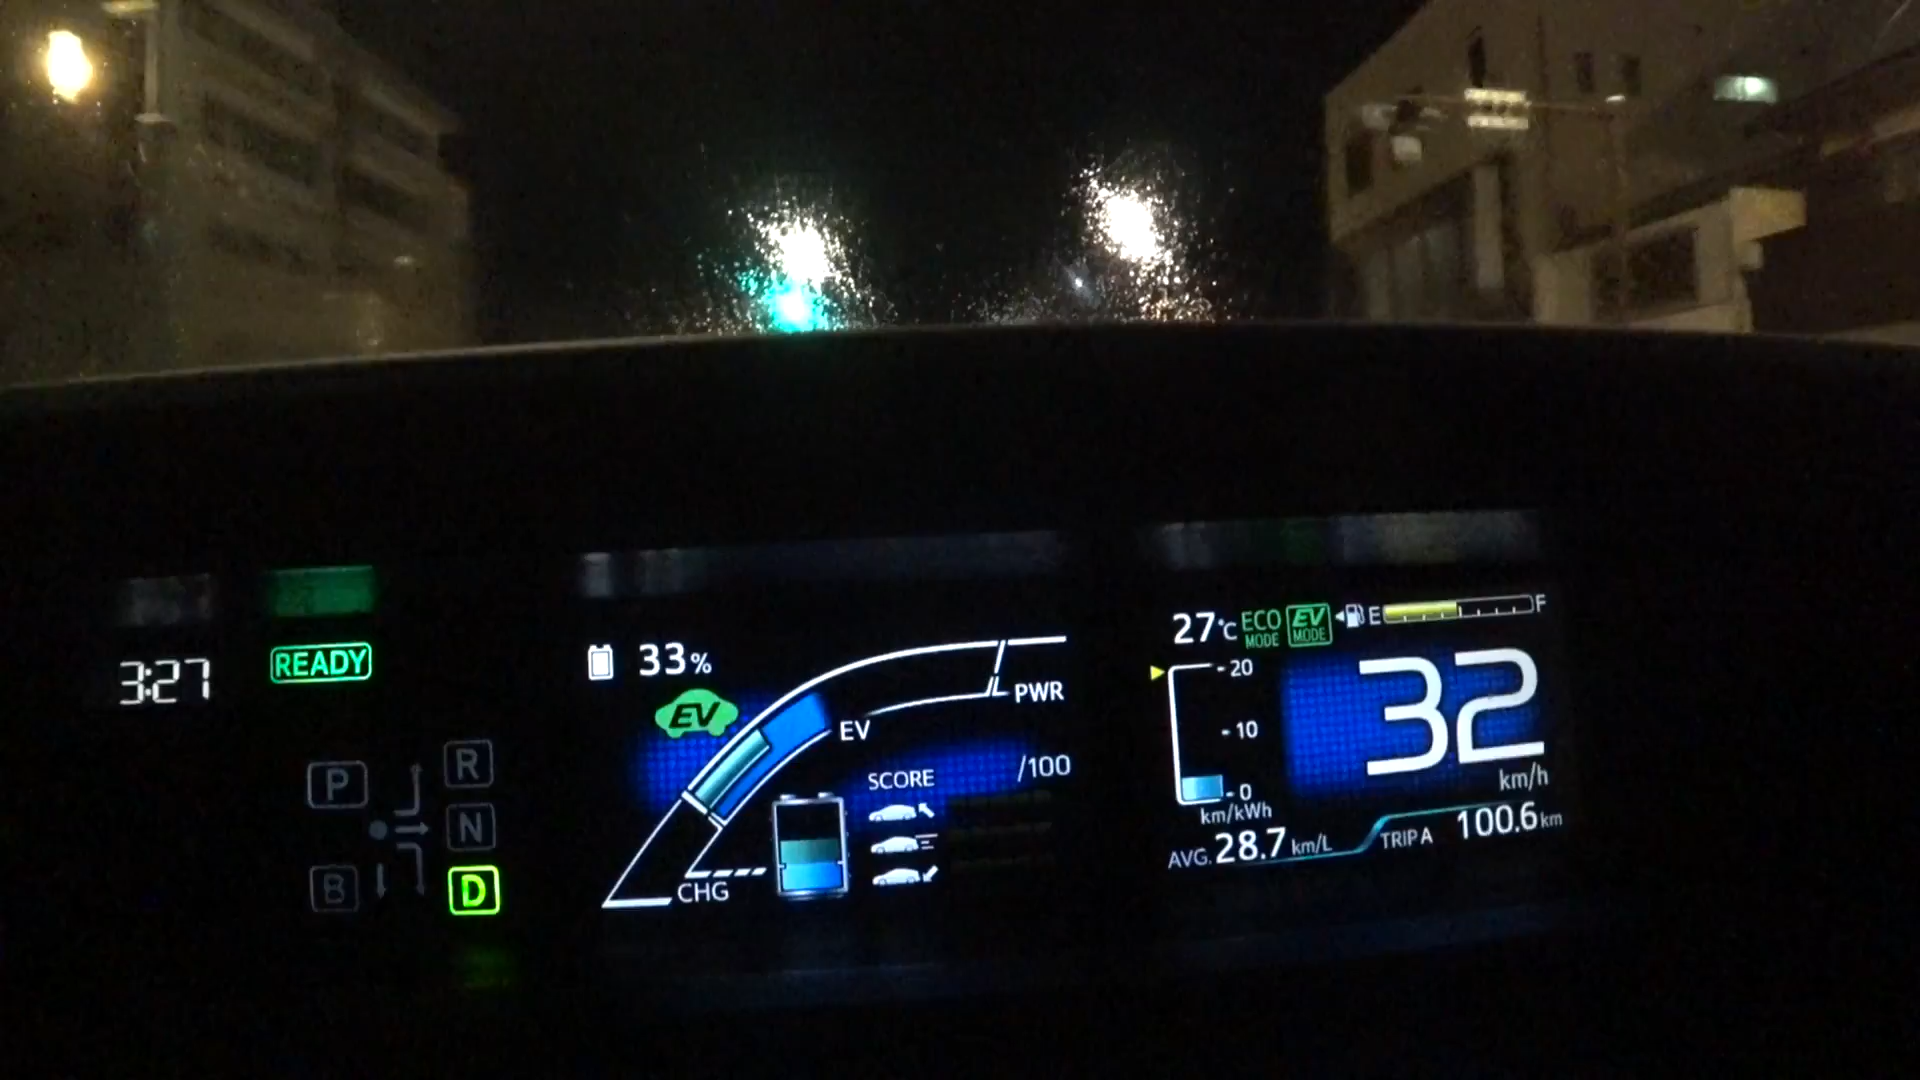 3:27
READY
P
R
N
B
D
33%
EV
PWR
EV
CHG
SCORE
/100
27°C
ECO MODE
EV MODE
E
F
20
10
0
km/kWh
32
km/h
AVG. 28.7 km/L
TRIP A 100.6 km